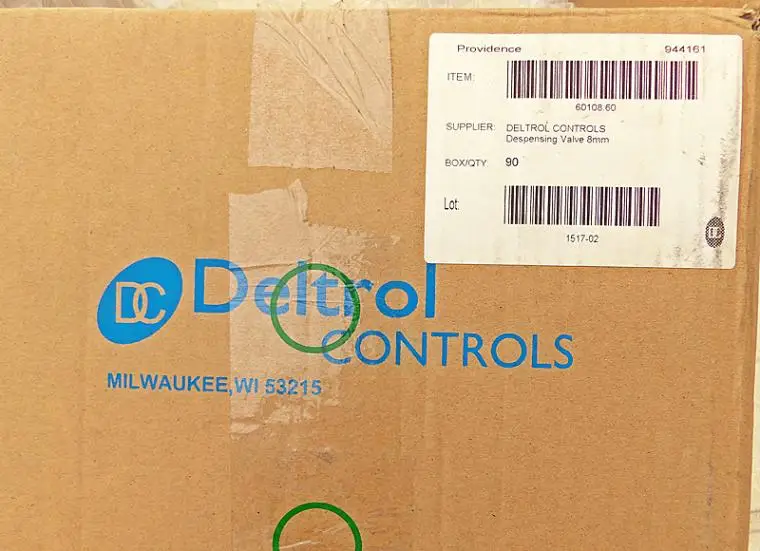 Providence 944161
ITEM:
60108.60
SUPPLIER: DELTROL CONTROLS
Despensing Valve 8mm
BOX/QTY: 90
Lot:
1517-02
DC Deltrol
CONTROLS
MILWAUKEE,WI 53215